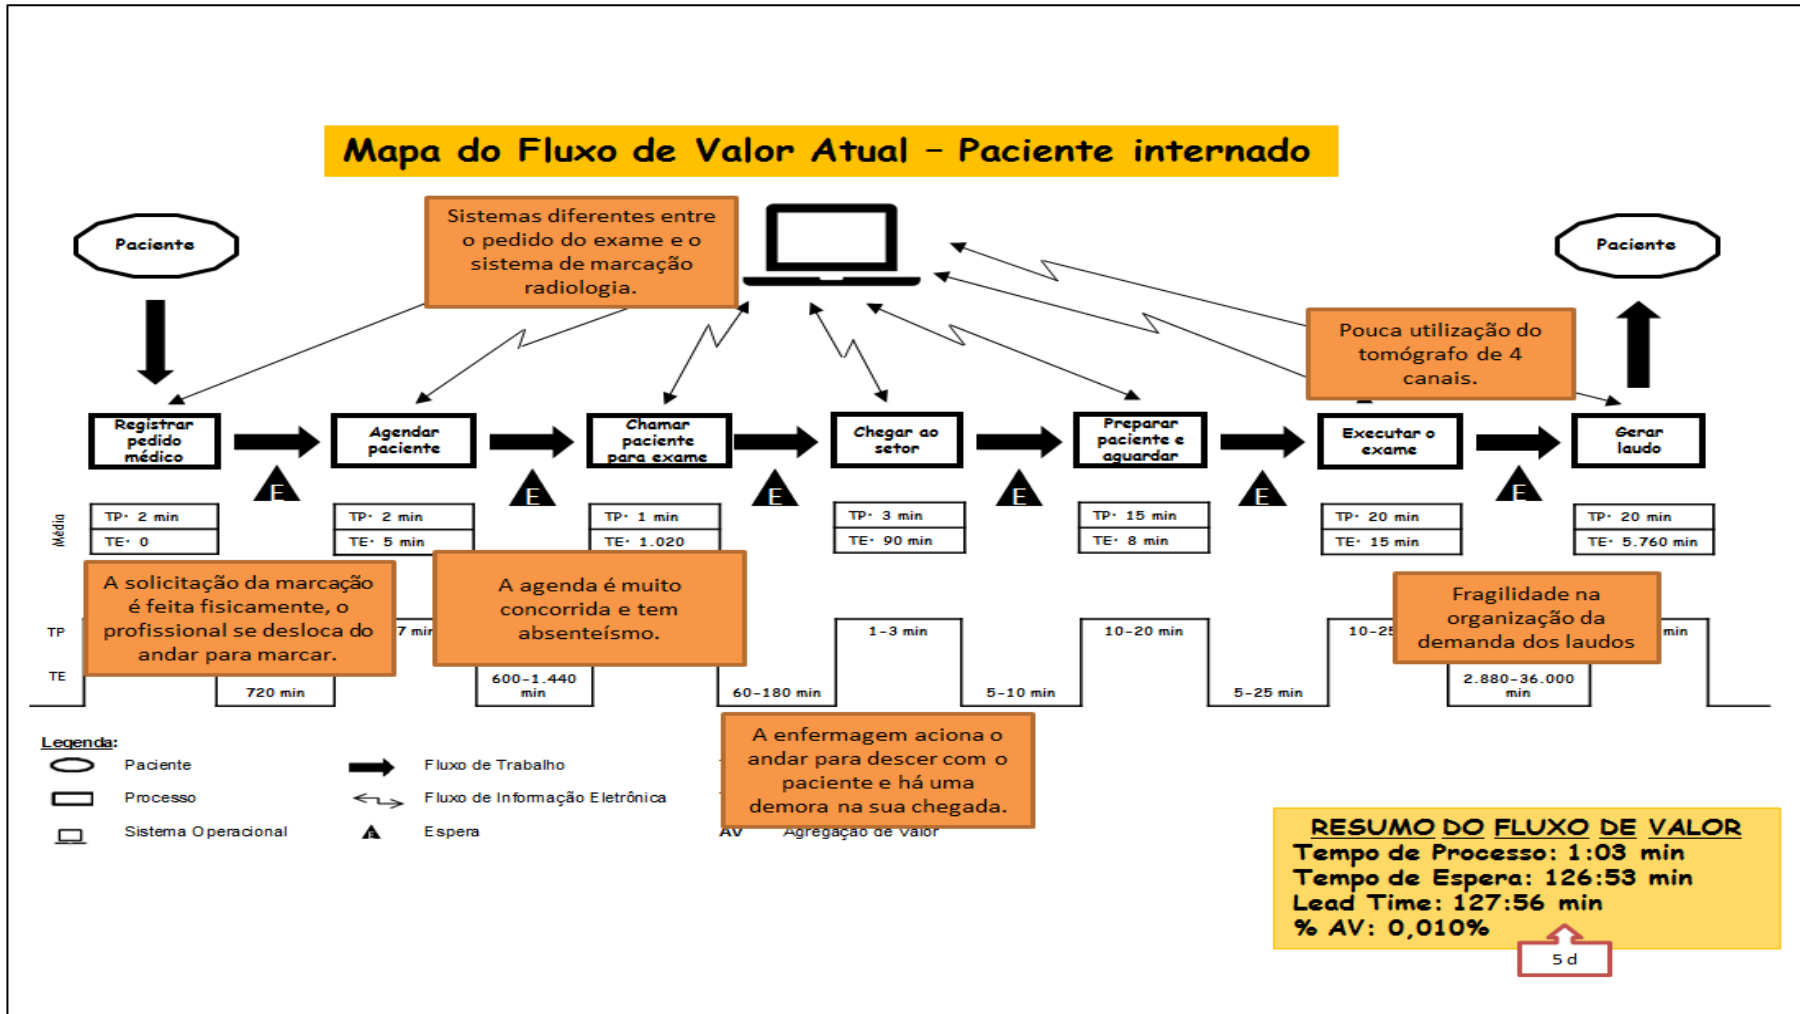 Mapa do Fluxo de Valor Atual – Paciente internado
Paciente
Sistemas diferentes entre
o pedido do exame e o
sistema de marcação
radiologia.
Paciente
Pouca utilização do
tomógrafo de 4
canais.
Registrar
pedido
médico
Agendar
paciente
Chamar
paciente
para exame
Chegar ao
setor
Preparar
paciente e
aguardar
Executar o
exame
Gerar
laudo
E
E
E
E
E
E
Média
TP· 2 min
TE· 0
TP· 2 min
TE· 5 min
TP· 1 min
TE· 1.020
TP· 3 min
TE· 90 min
TP· 15 min
TE· 8 min
TP· 20 min
TE· 15 min
TP· 20 min
TE· 5.760 min
A solicitação da marcação
é feita fisicamente, o
profissional se desloca do
andar para marcar.
A agenda é muito
concorrida e tem
absenteísmo.
Fragilidade na
organização da
demanda dos laudos
TP
7 min
1-3 min
10-20 min
10-25
min
TE
720 min
600-1.440
min
60-180 min
5-10 min
5-25 min
2.880-36.000
min
A enfermagem aciona o
andar para descer com o
paciente e há uma
demora na sua chegada.
Legenda:
Paciente
Fluxo de Trabalho
Processo
Fluxo de Informação Eletrônica
Sistema Operacional
E
Espera
AV
Agregação de Valor
RESUMO DO FLUXO DE VALOR
Tempo de Processo: 1:03 min
Tempo de Espera: 126:53 min
Lead Time: 127:56 min
% AV: 0,010%
5 d